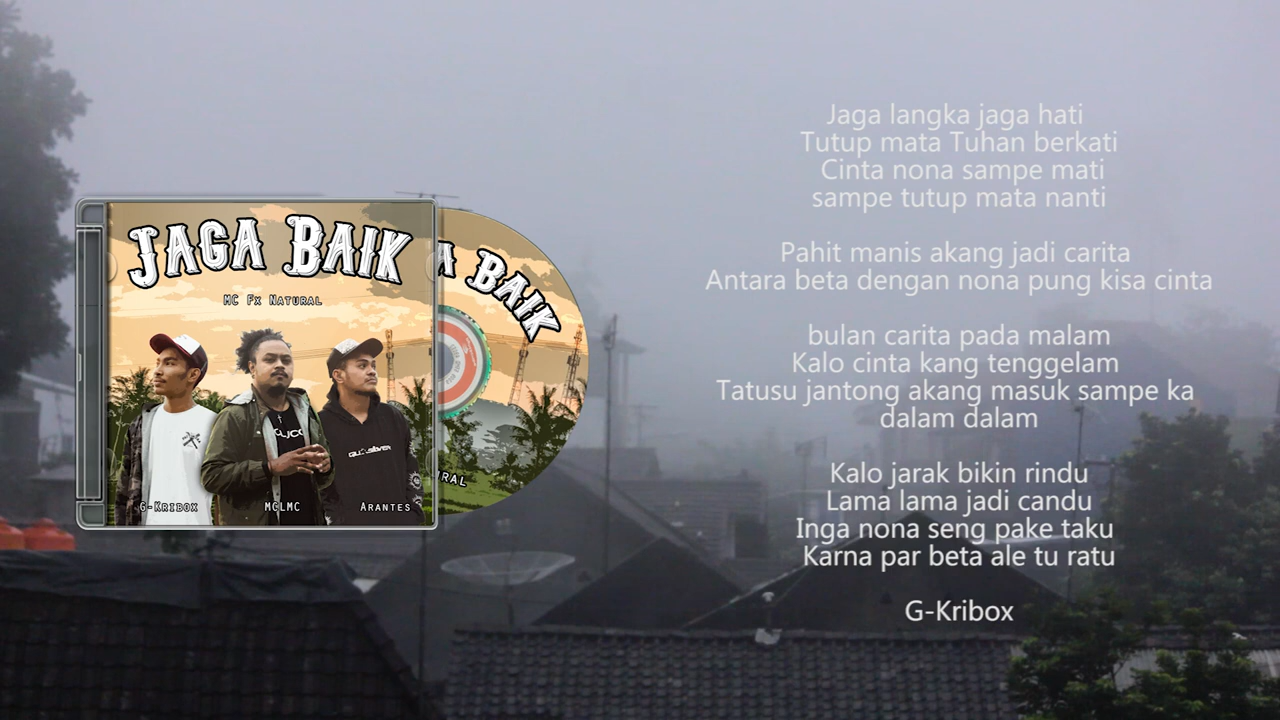 JAGA BAIK
MC Fx Natural
G-Kribox
MGLMC
Arantes
A BAIK
RAL
Jaga langka jaga hati
Tutup mata Tuhan berkati
Cinta nona sampe mati
sampe tutup mata nanti
Pahit manis akang jadi carita
Antara beta dengan nona pung kisa cinta
bulan carita pada malam
Kalo cinta kang tenggelam
Tatusu jantong akang masuk sampe ka
dalam dalam
Kalo jarak bikin rindu
Lama lama jadi candu
Inga nona seng pake taku
Karna par beta ale tu ratu
G-Kribox